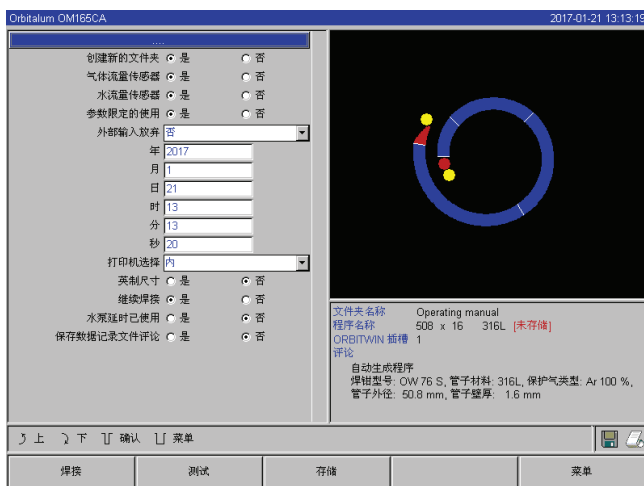 Orbitalum OM165CA 2017-01-21 13:13:19
....
创建新的文件夹 是 否
气体流量传感器 是 否
水流量传感器 是 否
参数限定的使用 是 否
外部输入放弃 否
年 2017
月 1
日 21
时 13
分 13
秒 20
打印机选择 内
英制尺寸 是 否
继续焊接 是 否
水泵延时已使用 是 否
保存数据记录文件评论 是 否
文件夹名称 Operating manual
程序名称 508 x 16 316L [未存储]
ORBITWIN 插槽 1
评论
自动生成程序
焊钳型号: OW 76 S, 管子材料: 316L, 保护气类型: Ar 100 %,
管子外径: 50.8 mm, 管子壁厚: 1.6 mm
上 下 确认 菜单
焊接 测试 存储 菜单